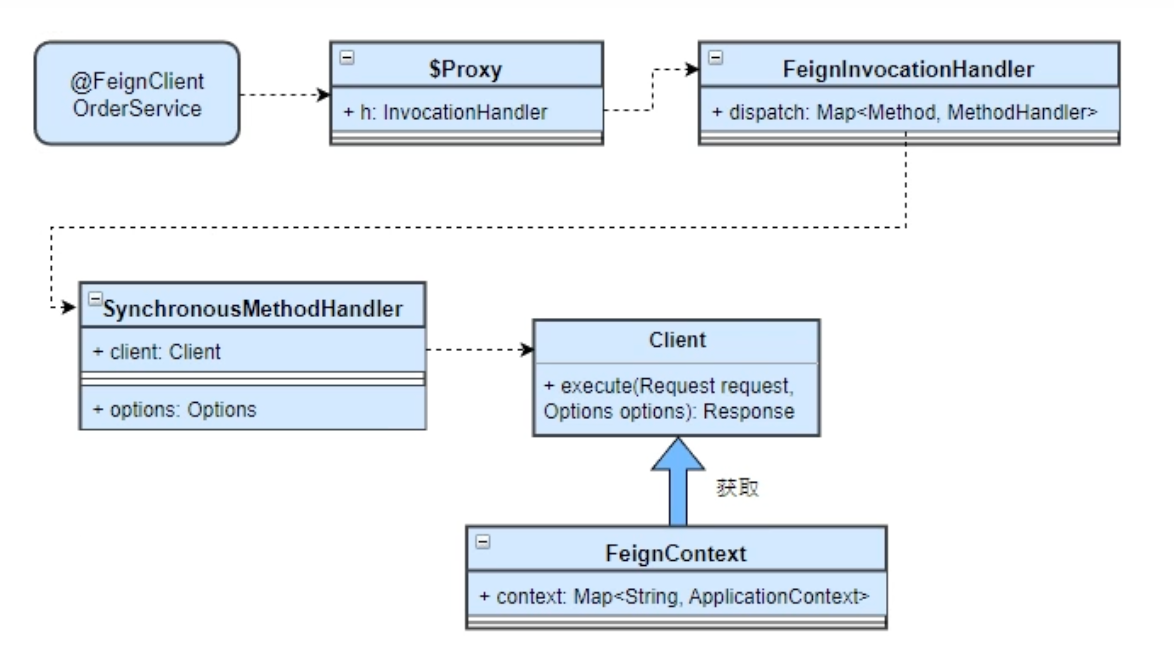 @FeignClient
OrderService
$Proxy
+ h: InvocationHandler
FeignInvocationHandler
+ dispatch: Map<Method, MethodHandler>
SynchronousMethodHandler
+ client: Client
+ options: Options
Client
+ execute(Request request,
Options options): Response
获取
FeignContext
+ context: Map<String, ApplicationContext>